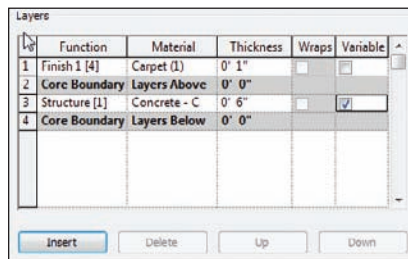 Layers
Function Material Thickness Wraps Variable
1 Finish 1 [4] Carpet (1) 0' 1"
2 Core Boundary Layers Above 0' 0"
3 Structure [1] Concrete - C 0' 6"
4 Core Boundary Layers Below 0' 0"
Insert Delete Up Down